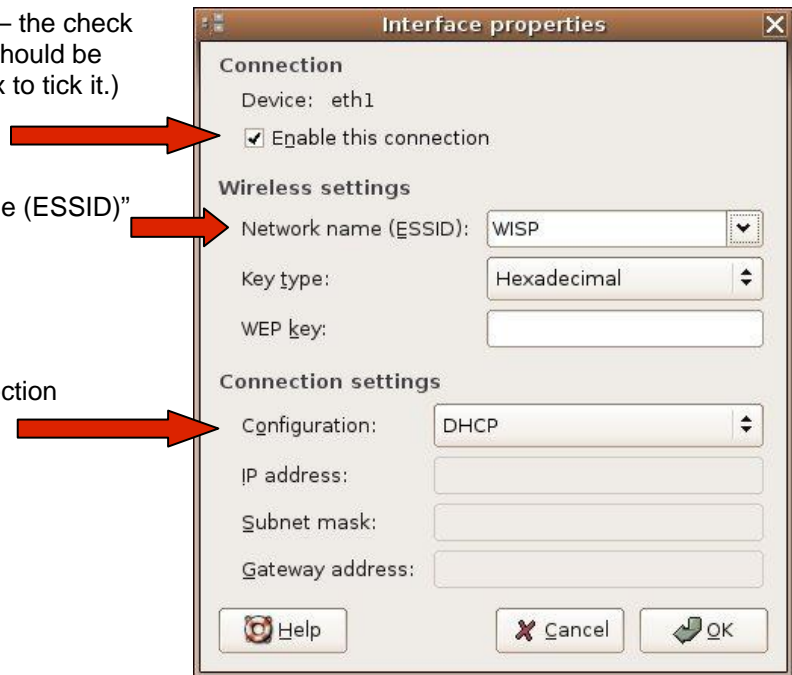 – the check
hould be
x to tick it.)
e (ESSID)”
ction
Interface properties
Connection
Device: eth1
Enable this connection
Wireless settings
Network name (ESSID): WISP
Key type: Hexadecimal
WEP key:
Connection settings
Configuration: DHCP
IP address:
Subnet mask:
Gateway address:
Help Cancel OK